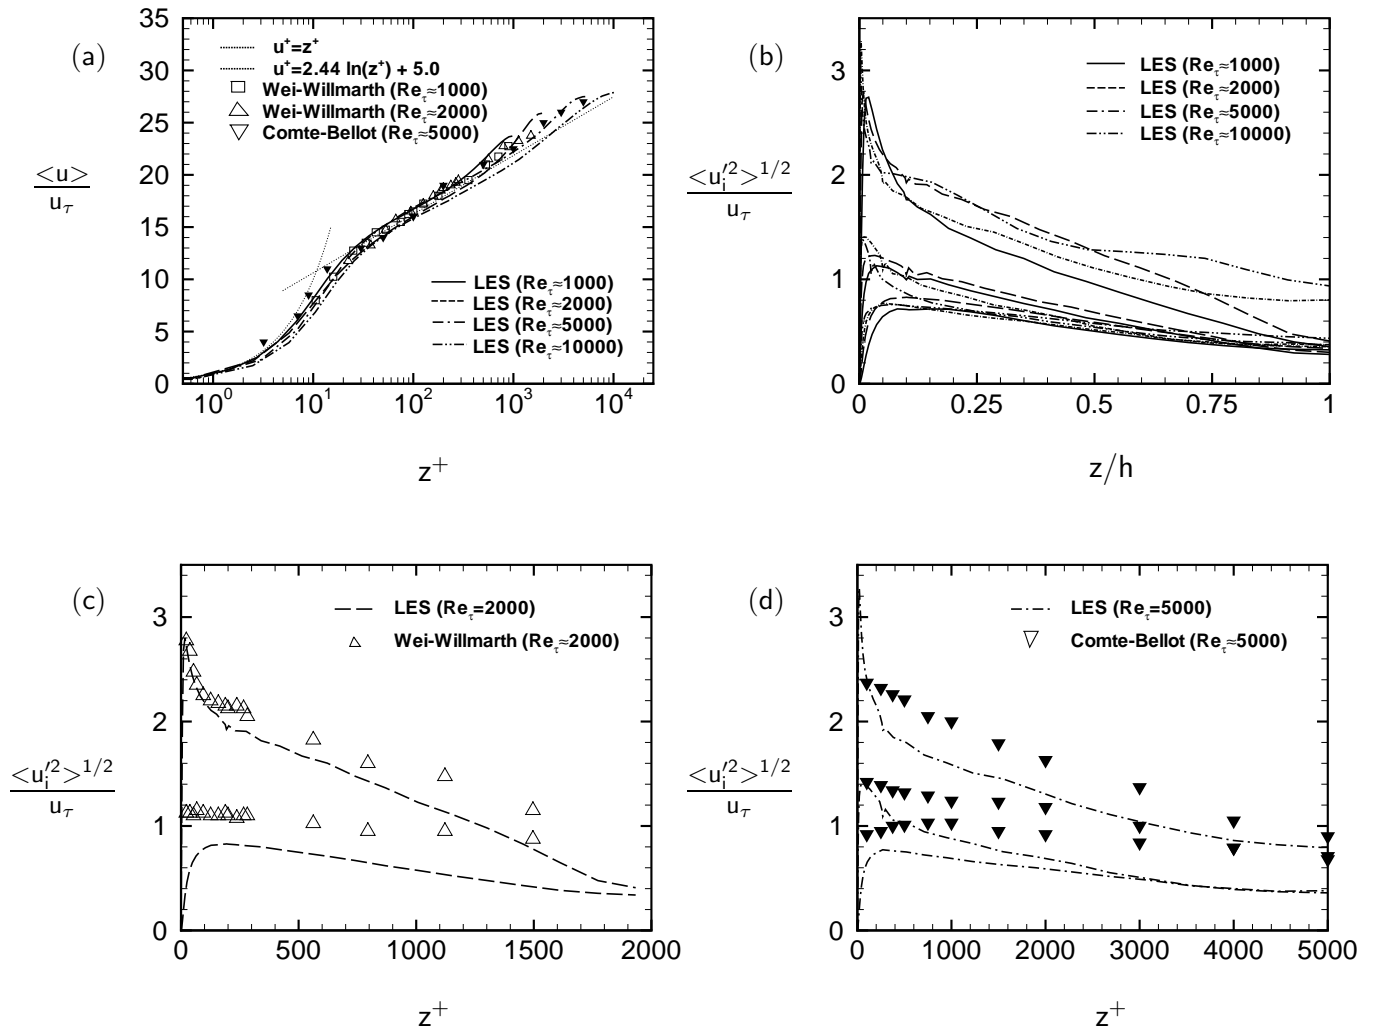 (a)
35
30
25
20
15
10
5
0
<u>
u_τ
u⁺=z⁺
u⁺=2.44 ln(z⁺) + 5.0
Wei-Willmarth (Re_τ≈1000)
Wei-Willmarth (Re_τ≈2000)
Comte-Bellot (Re_τ≈5000)
LES (Re_τ≈1000)
LES (Re_τ≈2000)
LES (Re_τ≈5000)
LES (Re_τ≈10000)
10⁰ 10¹ 10² 10³ 10⁴
z⁺
(b)
3
2
1
0
<u_i′²>^1/2
u_τ
LES (Re_τ≈1000)
LES (Re_τ≈2000)
LES (Re_τ≈5000)
LES (Re_τ≈10000)
0 0.25 0.5 0.75 1
z/h
(c)
3
2
1
0
<u_i′²>^1/2
u_τ
LES (Re_τ=2000)
Wei-Willmarth (Re_τ≈2000)
0 500 1000 1500 2000
z⁺
(d)
3
2
1
0
<u_i′²>^1/2
u_τ
LES (Re_τ=5000)
Comte-Bellot (Re_τ≈5000)
0 1000 2000 3000 4000 5000
z⁺